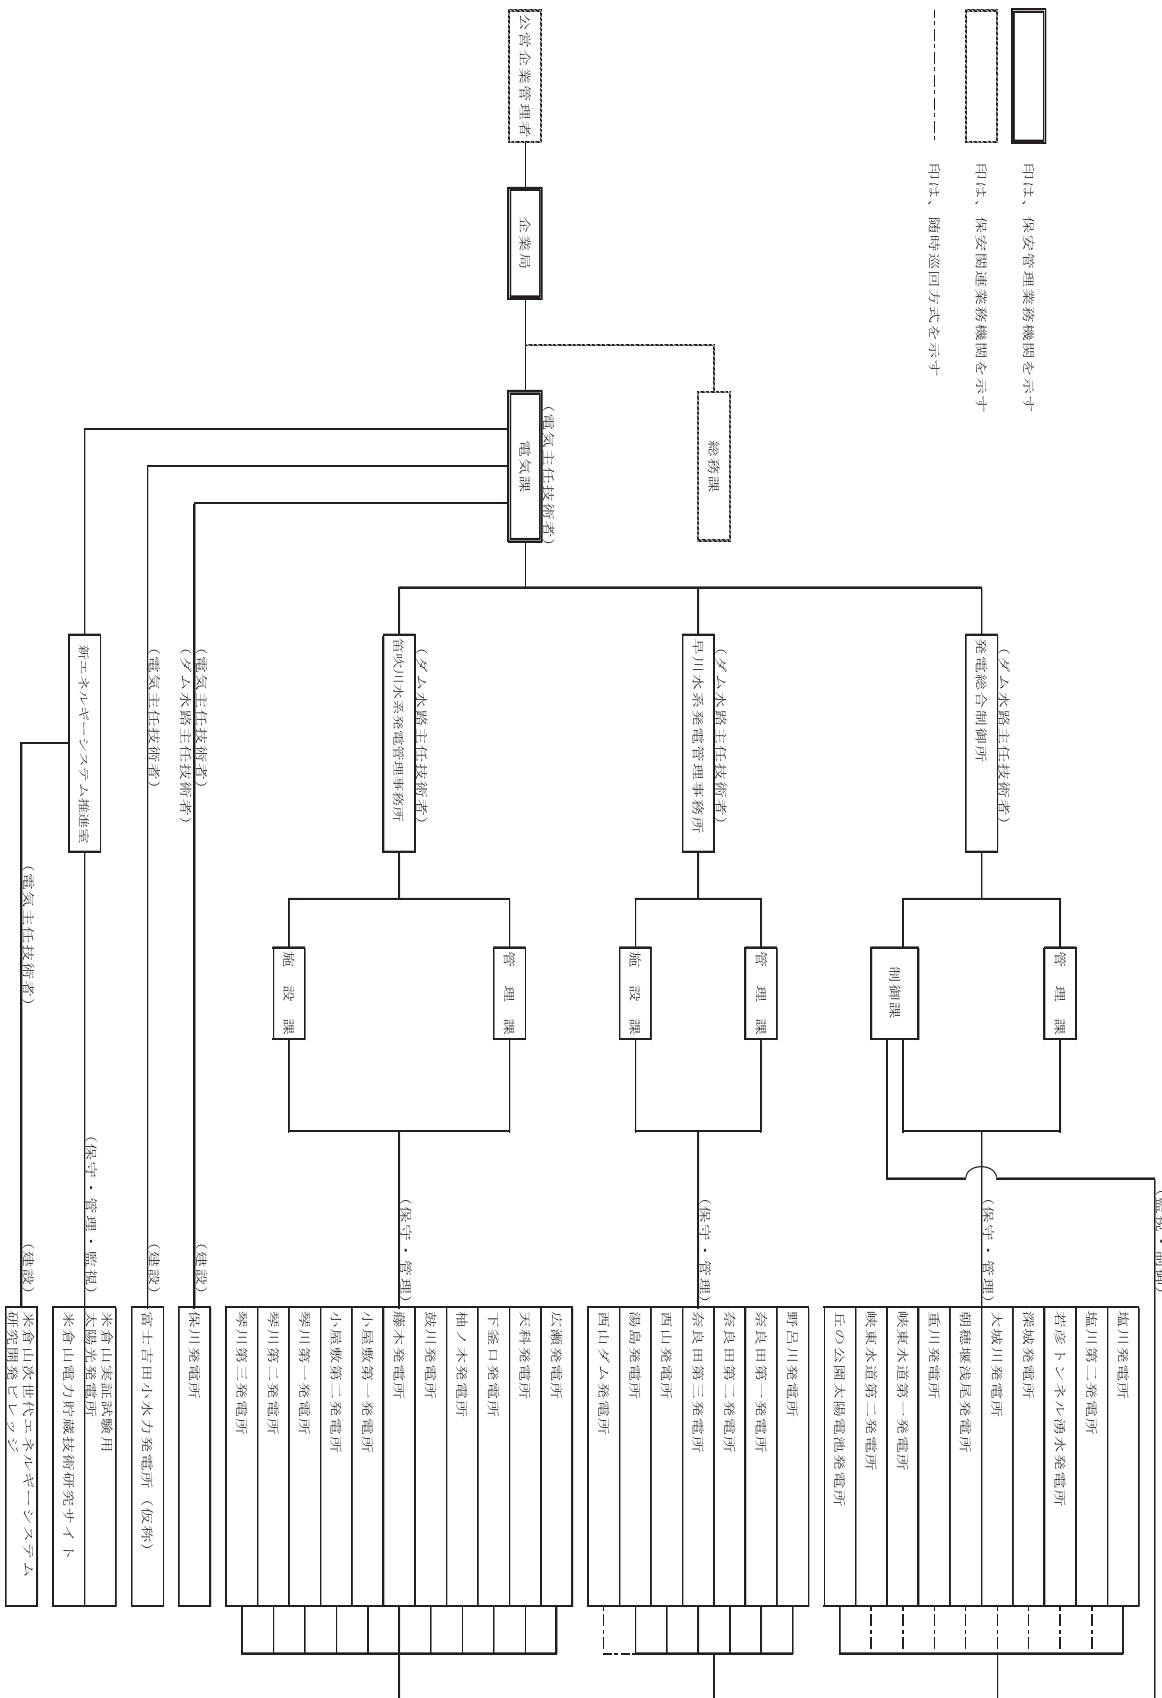 印は、保安管理業務機関を示す
印は、保安関連業務機関を示す
印は、随時巡回方式を示す
公営企業管理者
企業局
総務課
(電気主任技術者)
電気課
(ダム水路主任技術者)
発電総合制御所
(ダム水路主任技術者)
早川水系発電管理事務所
(ダム水路主任技術者)
笛吹川水系発電管理事務所
(電気主任技術者)
(ダム水路主任技術者)
(電気主任技術者)
新エネルギーシステム推進室
(電気主任技術者)
管理課
制御課
管理課
施設課
管理課
施設課
(監視・制御)
(保守・管理)
(保守・管理)
(保守・管理)
(建設)
(建設)
(保守・管理・監視)
(建設)
塩川発電所
塩川第二発電所
若彦トンネル湧水発電所
深城発電所
大城川発電所
朝穂堰浅尾発電所
重川発電所
峡東水道第一発電所
峡東水道第二発電所
丘の公園太陽電池発電所
野呂川発電所
奈良田第一発電所
奈良田第二発電所
奈良田第三発電所
西山発電所
湯島発電所
西山ダム発電所
広瀬発電所
天科発電所
下釜口発電所
柚ノ木発電所
鼓川発電所
藤木発電所
小屋敷第一発電所
小屋敷第二発電所
琴川第一発電所
琴川第二発電所
琴川第三発電所
保川発電所
富士吉田小水力発電所(仮称)
米倉山実証試験用
太陽光発電所
米倉山電力貯蔵技術研究サイト
米倉山次世代エネルギーシステム
研究開発ビレッジ